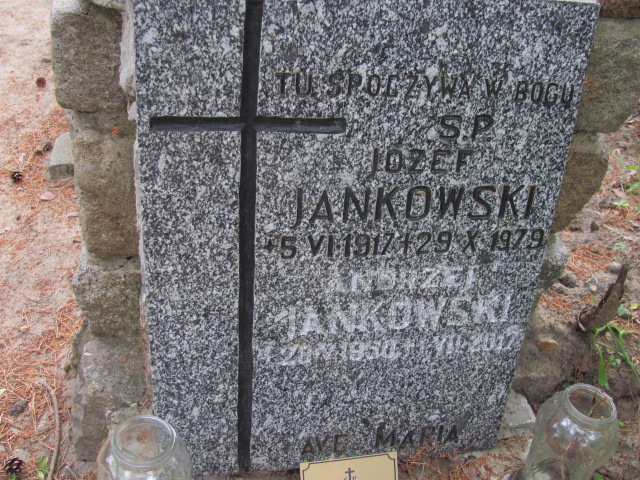 TU SPOCZYWA W BOGU
Ś.P.
JÓZEF
JANKOWSKI
5.VI.1917 † 29.X.1979
ANDRZEJ
JANKOWSKI
AVE MARIA